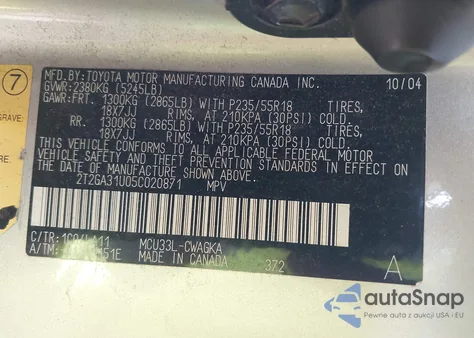 MFD.BY:TOYOTA MOTOR MANUFACTURING CANADA INC. 10/04
GVWR:2380KG (5245LB)
GAWR:FRT. 1300KG (2865LB) WITH P235/55R18 TIRES,
18X7JJ RIMS, AT 210KPA (30PSI) COLD.
RR. 1300KG (2865LB) WITH P235/55R18 TIRES,
18X7JJ RIMS, AT 210KPA (30PSI) COLD.
THIS VEHICLE CONFORMS TO ALL APPLICABLE FEDERAL MOTOR
VEHICLE SAFETY STANDARDS IN EFFECT ON
THE DATE OF MANUFACTURE SHOWN ABOVE.
2T2GA31U05C020871 MPV
C/TR: MCU33L-CWAGKA
A/TM: MADE IN CANADA 372 A
7
GRAVE:
autoSnap
Pewne auta z aukcji USA - EU